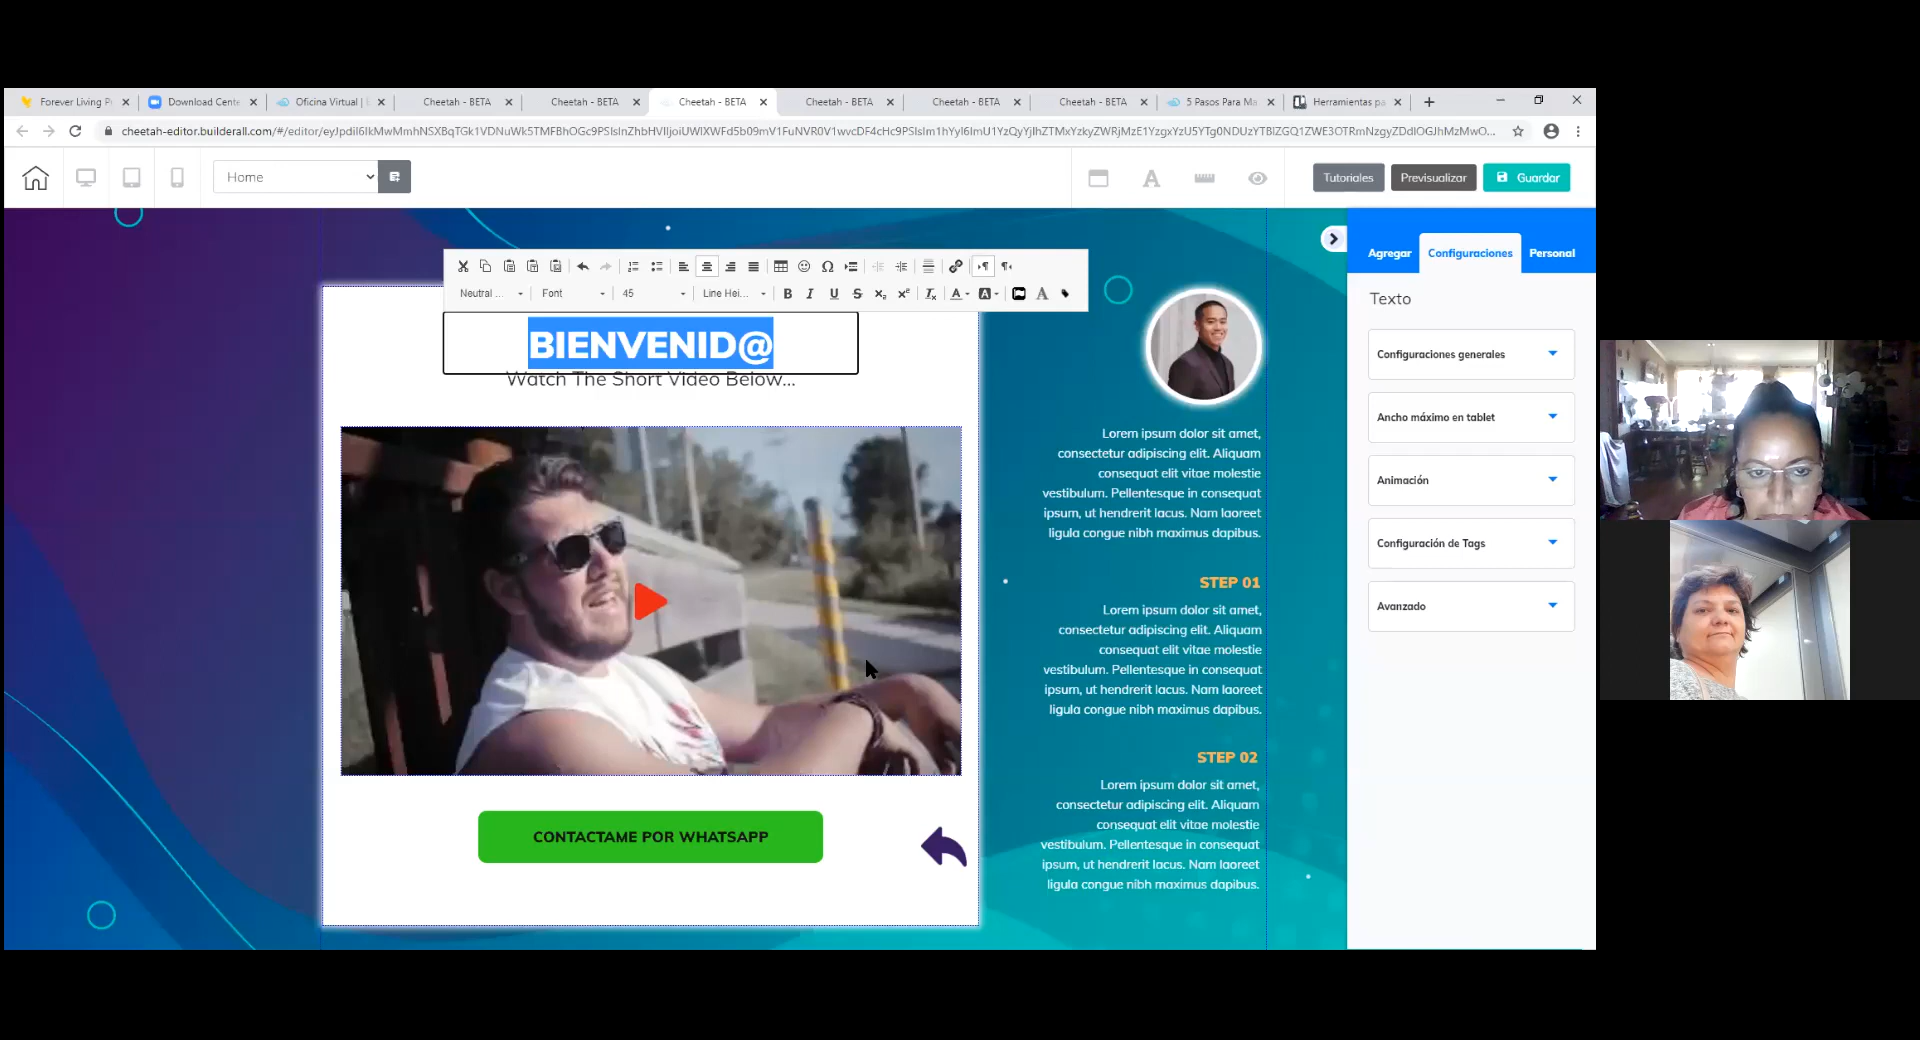 Forever Living P
Download Cente
Oficina Virtual |
Cheetah - BETA
Cheetah - BETA
Cheetah - BETA
Cheetah - BETA
Cheetah - BETA
Cheetah - BETA
5 Pasos Para Ma
Herramientas pa
Home
Tutoriales
Previsualizar
Guardar
Agregar
Configuraciones
Personal
Neutral ...
Font
45
Line Hei...
BIENVENID@
Watch The Short Video Below...
CONTACTAME POR WHATSAPP
Lorem ipsum dolor sit amet,
consectetur adipiscing elit. Aliquam
consequat elit vitae molestie
vestibulum. Pellentesque in consequat
ipsum, ut hendrerit lacus. Nam laoreet
ligula congue nibh maximus dapibus.
STEP 01
Lorem ipsum dolor sit amet,
consectetur adipiscing elit. Aliquam
consequat elit vitae molestie
vestibulum. Pellentesque in consequat
ipsum, ut hendrerit lacus. Nam laoreet
ligula congue nibh maximus dapibus.
STEP 02
Lorem ipsum dolor sit amet,
consectetur adipiscing elit. Aliquam
consequat elit vitae molestie
vestibulum. Pellentesque in consequat
ipsum, ut hendrerit lacus. Nam laoreet
ligula congue nibh maximus dapibus.
Texto
Configuraciones generales
Ancho máximo en tablet
Animación
Configuración de Tags
Avanzado